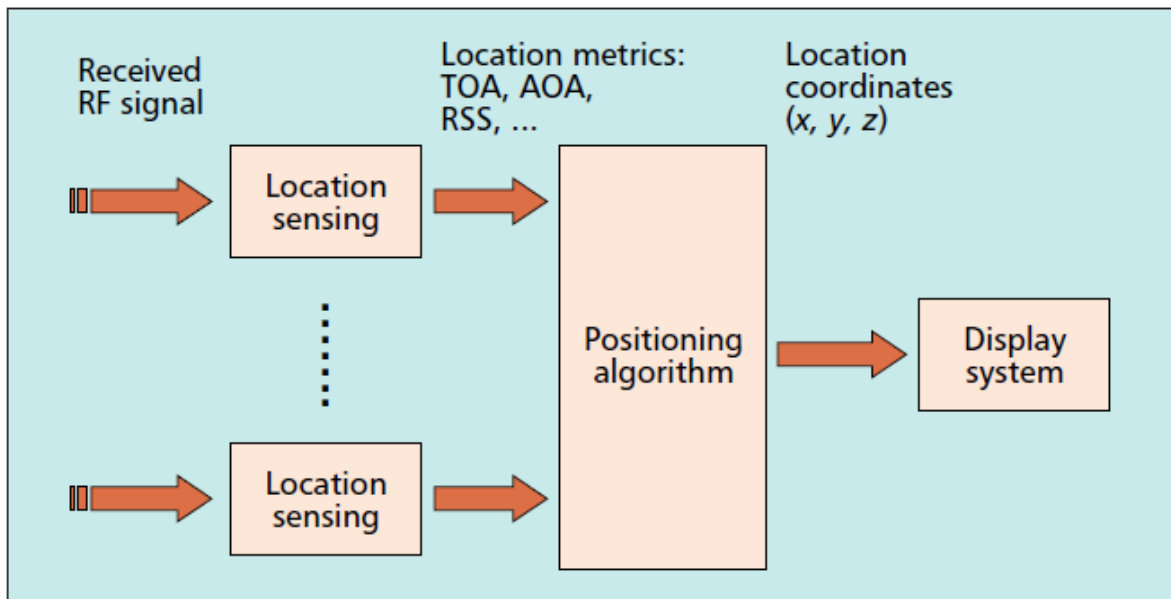 Received
RF signal
Location metrics:
TOA, AOA,
RSS, ...
Location
coordinates
(x, y, z)
Location
sensing
Location
sensing
Positioning
algorithm
Display
system